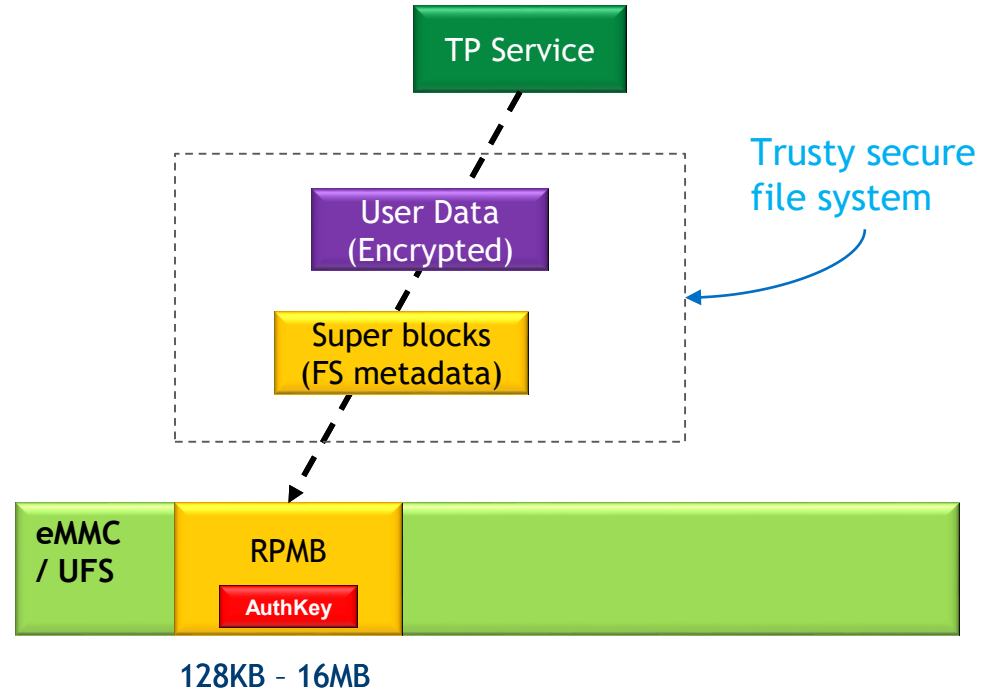 TP Service
Trusty secure
file system
User Data
(Encrypted)
Super blocks
(FS metadata)
eMMC
/ UFS
RPMB
AuthKey
128KB – 16MB